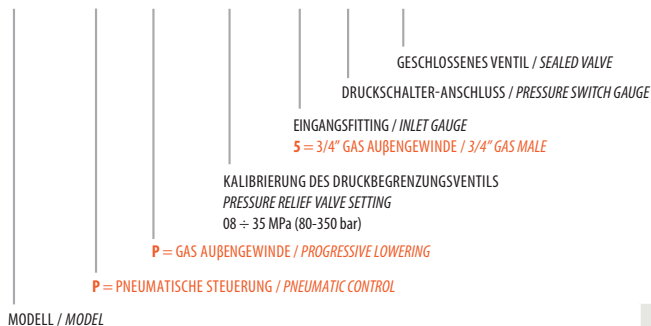 GESCHLOSSENES VENTIL / SEALED VALVE
DRUCKSCHALTER-ANSCHLUSS / PRESSURE SWITCH GAUGE
EINGANGSFITTING / INLET GAUGE
5 = 3/4” GAS AUβENGEWINDE / 3/4” GAS MALE
KALIBRIERUNG DES DRUCKBEGRENZUNGSVENTILS
PRESSURE RELIEF VALVE SETTING
08 ÷ 35 MPa (80-350 bar)
P = GAS AUβENGEWINDE / PROGRESSIVE LOWERING
P = PNEUMATISCHE STEUERUNG / PNEUMATIC CONTROL
MODELL / MODEL